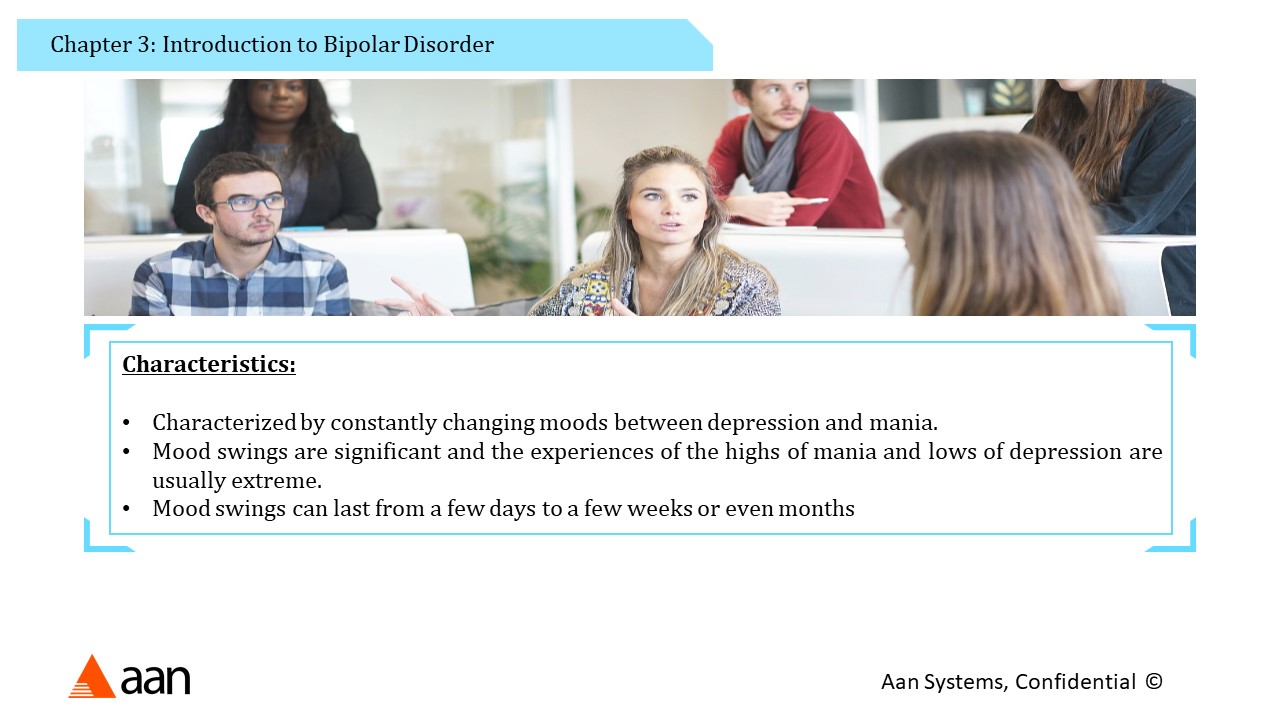 Chapter 3: Introduction to Bipolar Disorder
Characteristics:
• Characterized by constantly changing moods between depression and mania.
• Mood swings are significant and the experiences of the highs of mania and lows of depression are
usually extreme.
• Mood swings can last from a few days to a few weeks or even months
aan
Aan Systems, Confidential ©